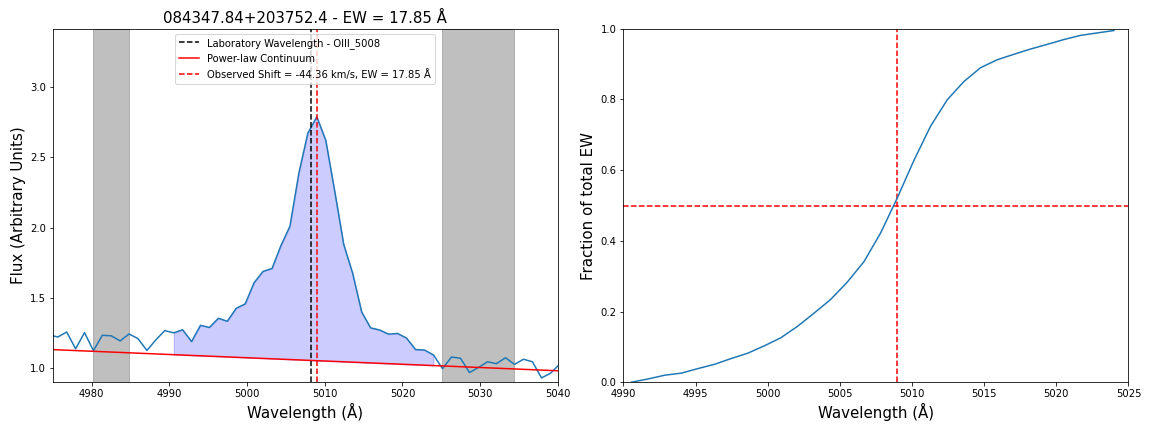 084347.84+203752.4 - EW = 17.85 Å
Laboratory Wavelength - OIII_5008
Power-law Continuum
Observed Shift = -44.36 km/s, EW = 17.85 Å
Flux (Arbitrary Units)
3.0
2.5
2.0
1.5
1.0
4980 4990 5000 5010 5020 5030 5040
Wavelength (Å)
Fraction of total EW
1.0
0.8
0.6
0.4
0.2
0.0
4990 4995 5000 5005 5010 5015 5020 5025
Wavelength (Å)